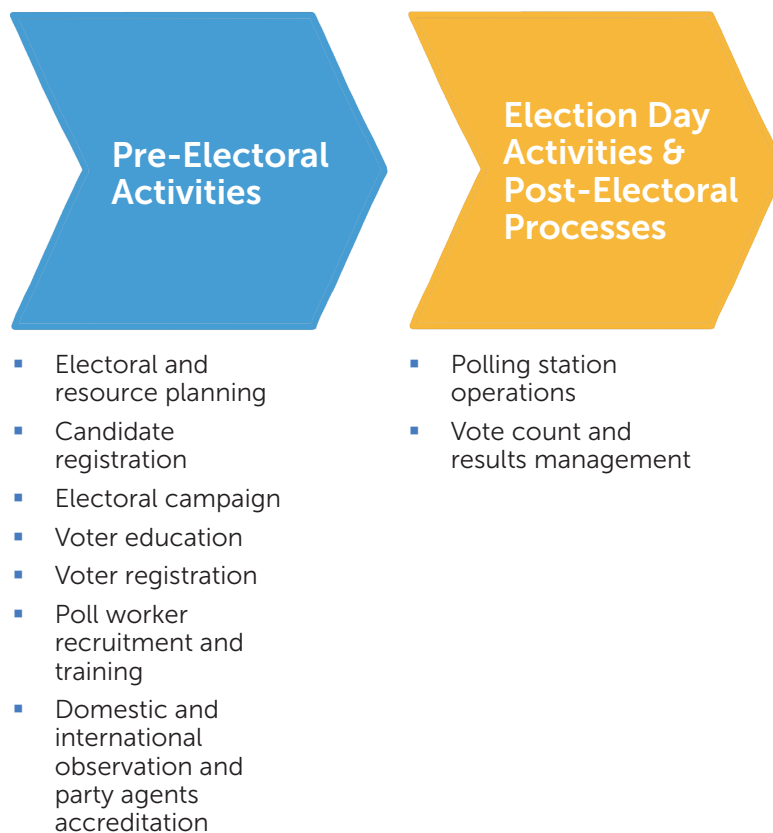 Pre-Electoral
Activities
▪ Electoral and
resource planning
▪ Candidate
registration
▪ Electoral campaign
▪ Voter education
▪ Voter registration
▪ Poll worker
recruitment and
training
▪ Domestic and
international
observation and
party agents
accreditation
Election Day
Activities &
Post-Electoral
Processes
▪ Polling station
operations
▪ Vote count and
results management